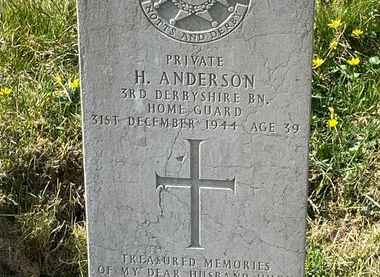 NOTTS AND DERBY
PRIVATE
H. ANDERSON
3RD DERBYSHIRE BN.
HOME GUARD
31ST DECEMBER 1944 AGE 39
TREASURED MEMORIES
OF MY DEAR HUSBAND